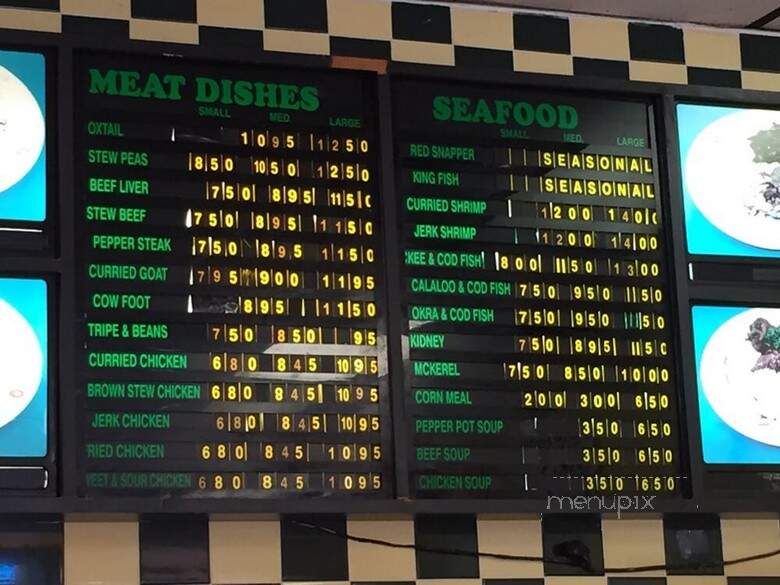 MEAT DISHES
SMALL MED. LARGE
OXTAIL 1095 1250
STEW PEAS 850 1050 1250
BEEF LIVER 750 895 1150
STEW BEEF 750 895 1150
PEPPER STEAK 750 895 1150
CURRIED GOAT 795 900 1195
COW FOOT 895 1150
TRIPE & BEANS 750 850 95
CURRIED CHICKEN 680 845 1095
BROWN STEW CHICKEN 680 845 1095
JERK CHICKEN 680 845 1095
RIED CHICKEN 680 845 1095
EET & SOUR CHICKEN 680 845 1095
SEAFOOD
SMALL MED. LARGE
RED SNAPPER SEASONAL
KING FISH SEASONAL
CURRIED SHRIMP 1200 1400
JERK SHRIMP 1200 1400
KEE & COD FISH 800 1150 1300
CALALOO & COD FISH 750 950 1150
OKRA & COD FISH 750 950 1150
KIDNEY 750 895 1150
MCKEREL 750 850 1000
CORN MEAL 200 300 650
PEPPER POT SOUP 350 650
BEEF SOUP 350 650
CHICKEN SOUP 350 650
menupix